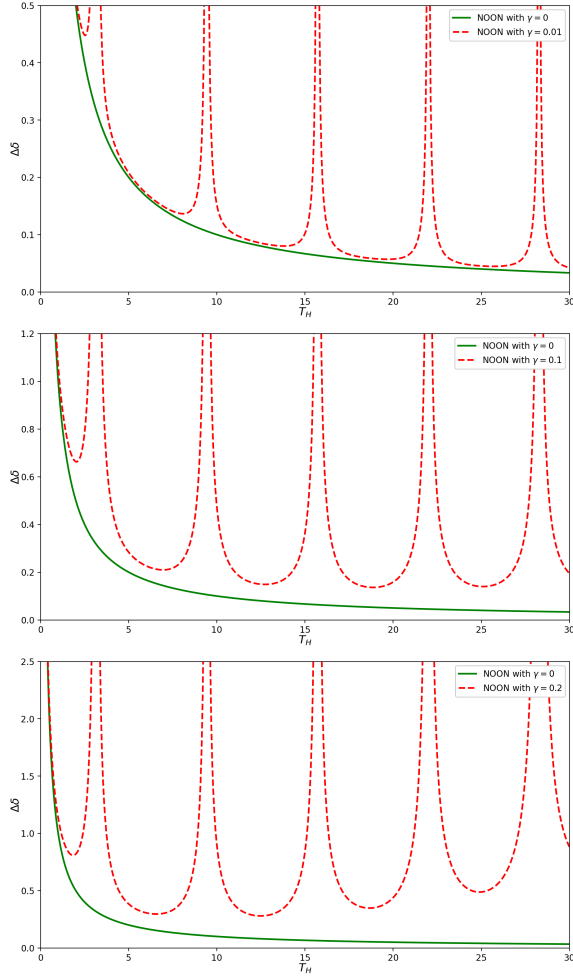 0.5
0.4
0.3
0.2
0.1
0.0
Δδ
NOON with γ = 0
NOON with γ = 0.01
0 5 10 15 20 25 30
T_H
1.2
1.0
0.8
0.6
0.4
0.2
0.0
Δδ
NOON with γ = 0
NOON with γ = 0.1
0 5 10 15 20 25 30
T_H
2.5
2.0
1.5
1.0
0.5
0.0
Δδ
NOON with γ = 0
NOON with γ = 0.2
0 5 10 15 20 25 30
T_H